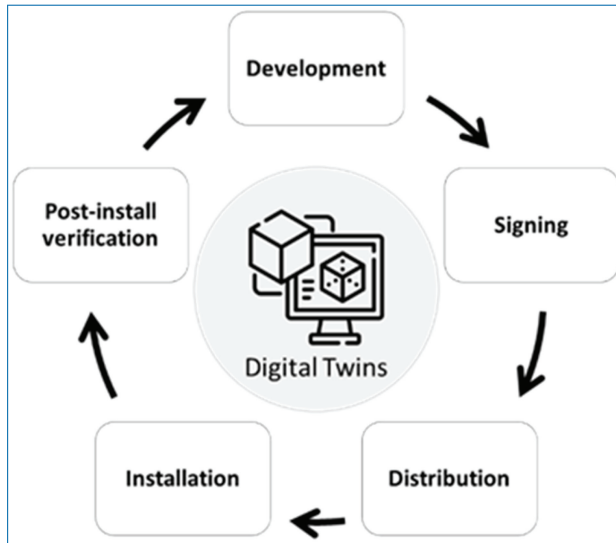 Development
Signing
Distribution
Installation
Post-install
verification
Digital Twins